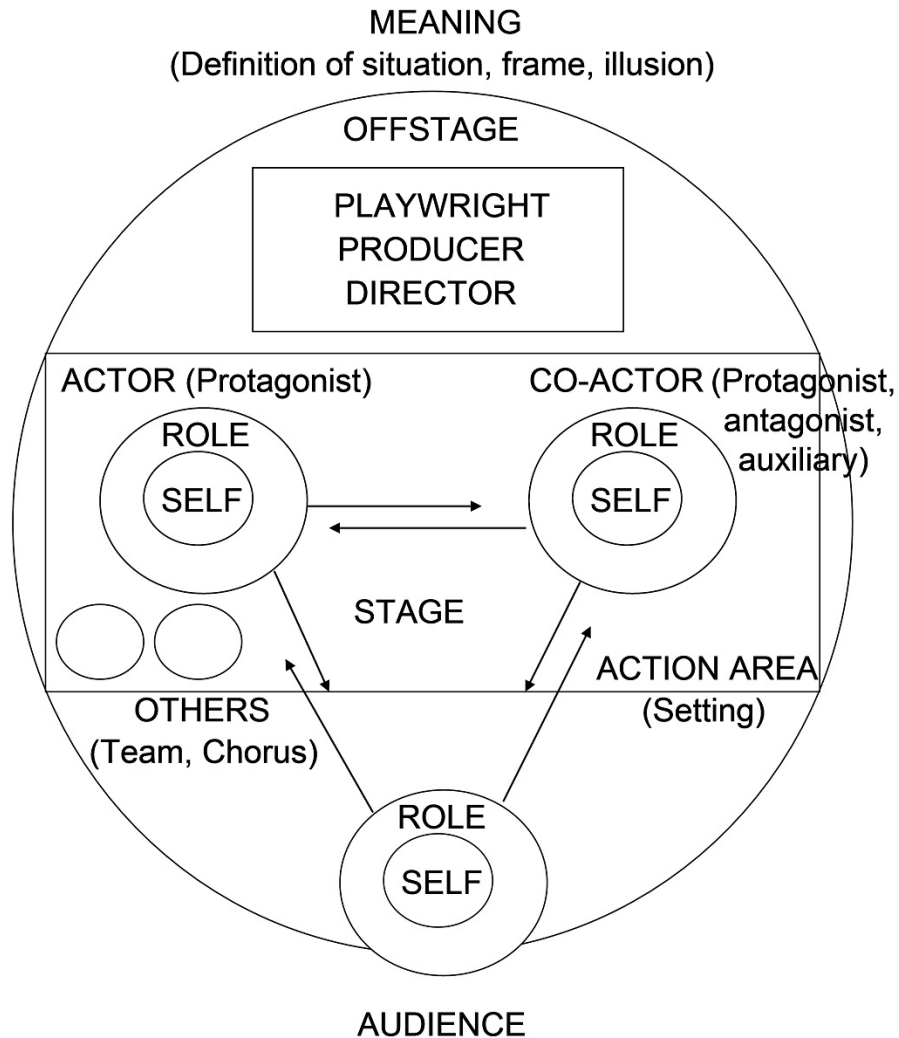 MEANING
(Definition of situation, frame, illusion)
OFFSTAGE
PLAYWRIGHT
PRODUCER
DIRECTOR
ACTOR (Protagonist)
CO-ACTOR (Protagonist,
antagonist,
auxiliary)
ROLE
SELF
ROLE
SELF
STAGE
ACTION AREA
(Setting)
OTHERS
(Team, Chorus)
ROLE
SELF
AUDIENCE